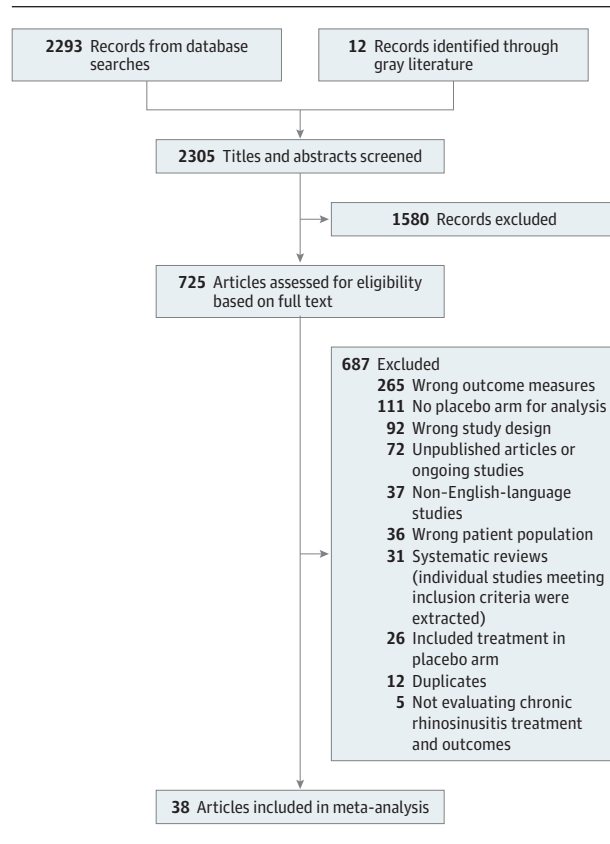 2293 Records from database
searches
12 Records identified through
gray literature
2305 Titles and abstracts screened
1580 Records excluded
725 Articles assessed for eligibility
based on full text
687 Excluded
265 Wrong outcome measures
111 No placebo arm for analysis
92 Wrong study design
72 Unpublished articles or
ongoing studies
37 Non-English-language
studies
36 Wrong patient population
31 Systematic reviews
(individual studies meeting
inclusion criteria were
extracted)
26 Included treatment in
placebo arm
12 Duplicates
5 Not evaluating chronic
rhinosinusitis treatment
and outcomes
38 Articles included in meta-analysis